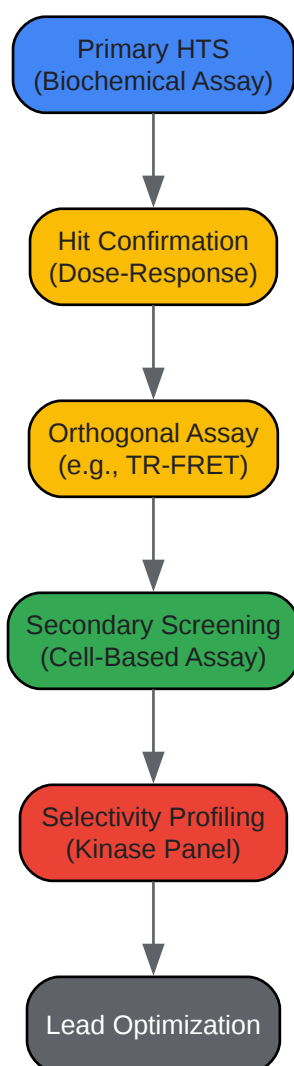 Primary HTS
(Biochemical Assay)
Hit Confirmation
(Dose-Response)
Orthogonal Assay
(e.g., TR-FRET)
Secondary Screening
(Cell-Based Assay)
Selectivity Profiling
(Kinase Panel)
Lead Optimization